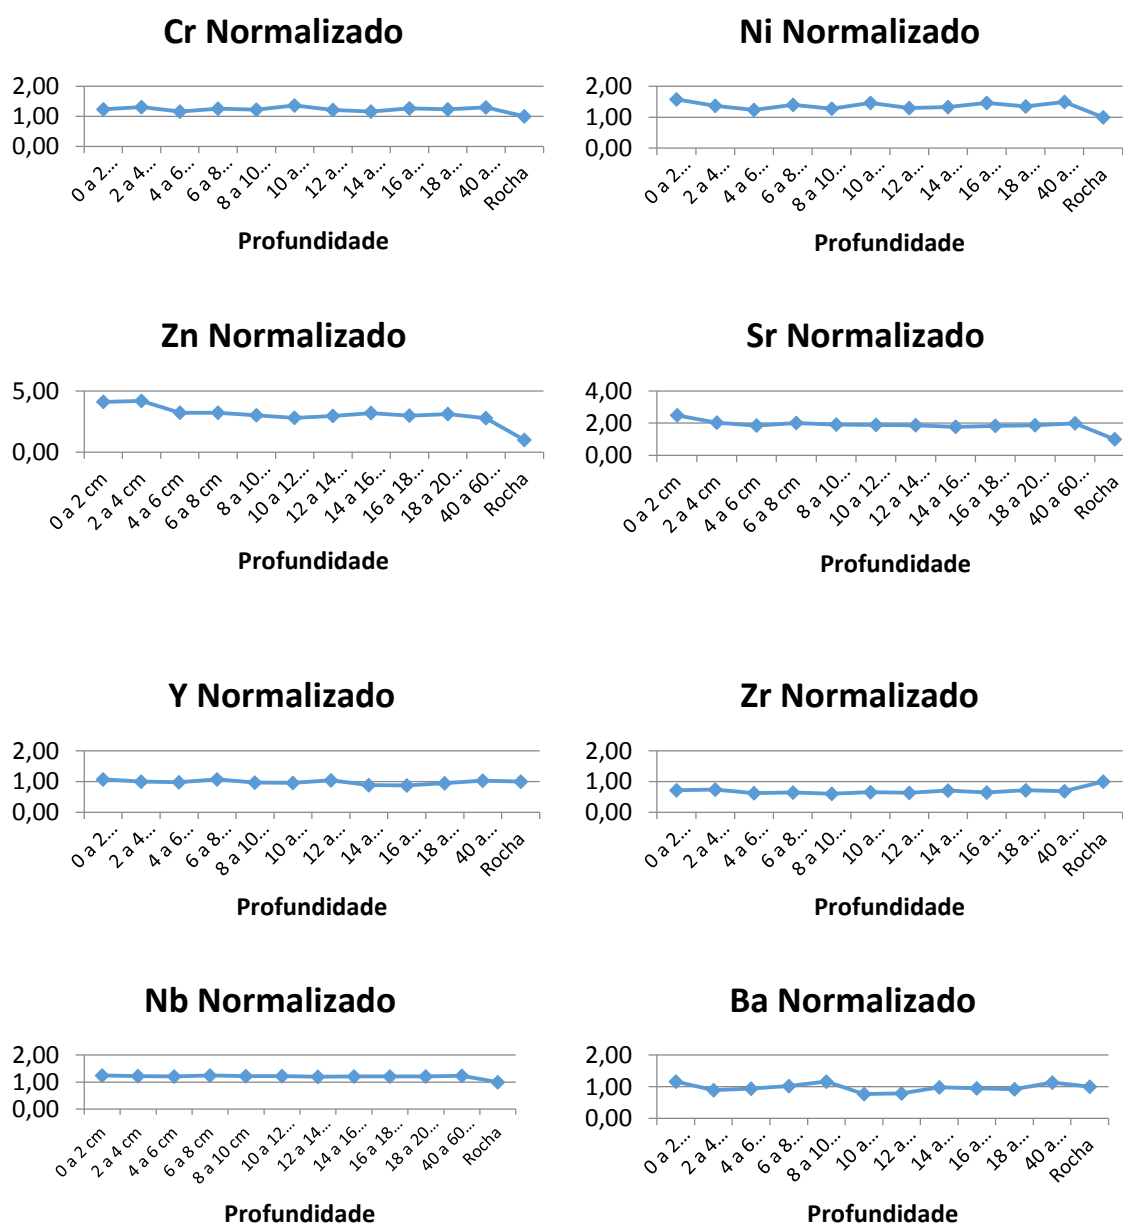 Cr Normalizado
2,00
1,00
0,00
0 a 2...
2 a 4...
4 a 6...
6 a 8...
8 a 10...
10 a...
12 a...
14 a...
16 a...
18 a...
40 a...
Rocha
Profundidade
Ni Normalizado
2,00
1,00
0,00
0 a 2...
2 a 4...
4 a 6...
6 a 8...
8 a 10...
10 a...
12 a...
14 a...
16 a...
18 a...
40 a...
Rocha
Profundidade
Zn Normalizado
5,00
0,00
0 a 2 cm
2 a 4 cm
4 a 6 cm
6 a 8 cm
8 a 10...
10 a 12...
12 a 14...
14 a 16...
16 a 18...
18 a 20...
40 a 60...
Rocha
Profundidade
Sr Normalizado
4,00
2,00
0,00
0 a 2 cm
2 a 4 cm
4 a 6 cm
6 a 8 cm
8 a 10...
10 a 12...
12 a 14...
14 a 16...
16 a 18...
18 a 20...
40 a 60...
Rocha
Profundidade
Y Normalizado
2,00
1,00
0,00
0 a 2...
2 a 4...
4 a 6...
6 a 8...
8 a 10...
10 a...
12 a...
14 a...
16 a...
18 a...
40 a...
Rocha
Profundidade
Zr Normalizado
2,00
1,00
0,00
0 a 2...
2 a 4...
4 a 6...
6 a 8...
8 a 10...
10 a...
12 a...
14 a...
16 a...
18 a...
40 a...
Rocha
Profundidade
Nb Normalizado
2,00
1,00
0,00
0 a 2 cm
2 a 4 cm
4 a 6 cm
6 a 8 cm
8 a 10 cm
10 a 12...
12 a 14...
14 a 16...
16 a 18...
18 a 20...
40 a 60...
Rocha
Profundidade
Ba Normalizado
2,00
1,00
0,00
0 a 2...
2 a 4...
4 a 6...
6 a 8...
8 a 10...
10 a...
12 a...
14 a...
16 a...
18 a...
40 a...
Rocha
Profundidade